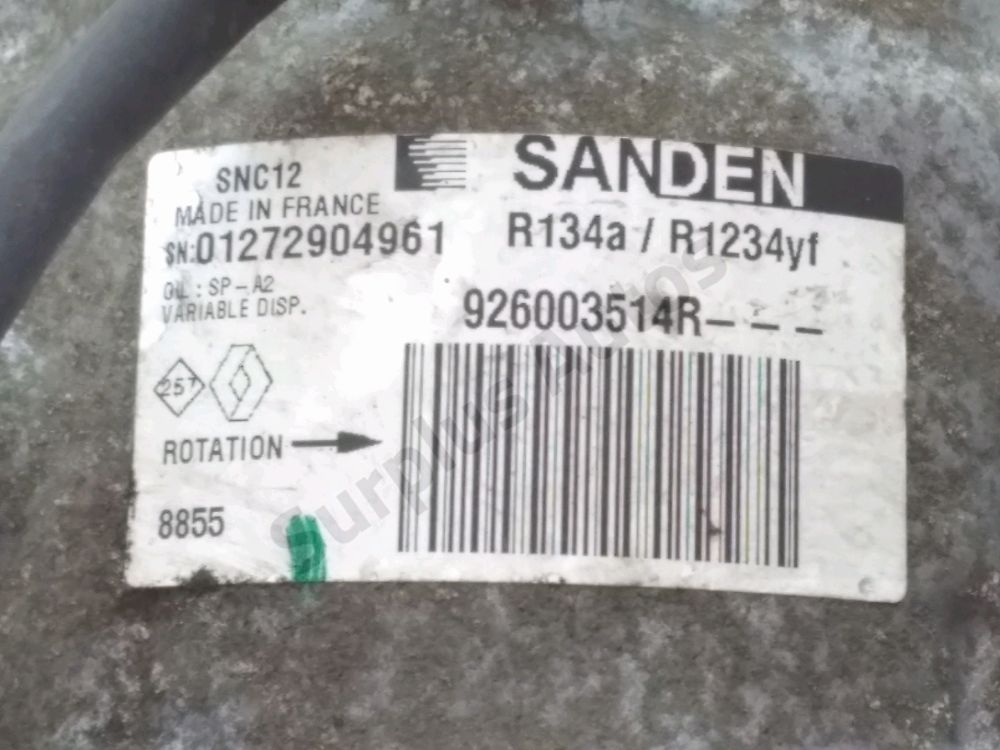 SANDEN
SNC12
MADE IN FRANCE
SN:01272904961
R134a / R1234yf
OIL : SP-A2
VARIABLE DISP.
926003514R---
25T
ROTATION
8855
Surplus Autos